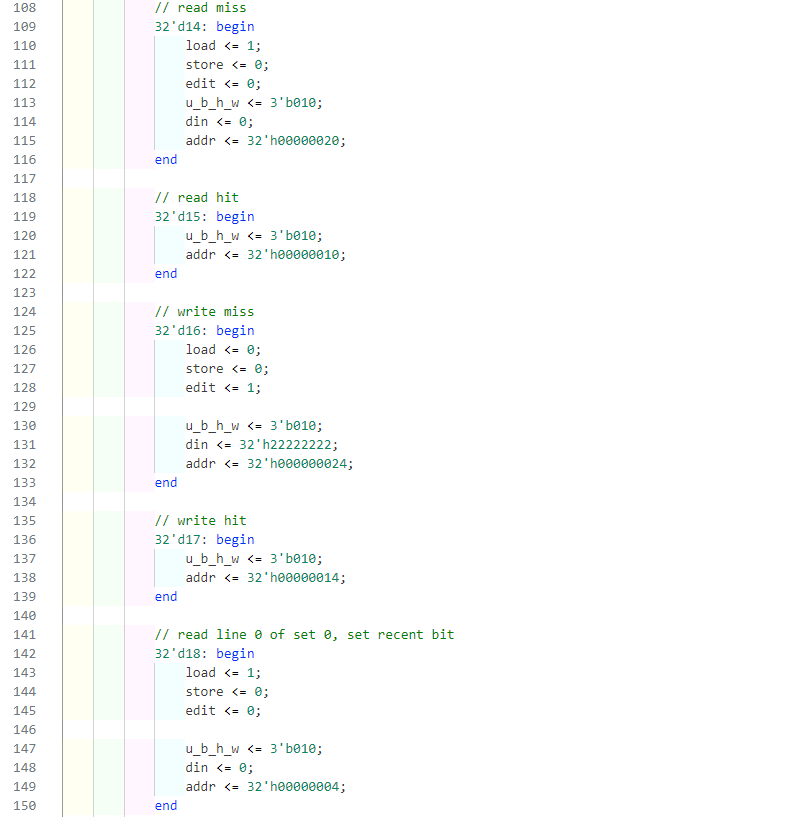 108 // read miss
109 32'd14: begin
110 load <= 1;
111 store <= 0;
112 edit <= 0;
113 u_b_h_w <= 3'b010;
114 din <= 0;
115 addr <= 32'h00000020;
116 end
117
118 // read hit
119 32'd15: begin
120 u_b_h_w <= 3'b010;
121 addr <= 32'h00000010;
122 end
123
124 // write miss
125 32'd16: begin
126 load <= 0;
127 store <= 0;
128 edit <= 1;
129
130 u_b_h_w <= 3'b010;
131 din <= 32'h22222222;
132 addr <= 32'h000000024;
133 end
134
135 // write hit
136 32'd17: begin
137 u_b_h_w <= 3'b010;
138 addr <= 32'h00000014;
139 end
140
141 // read line 0 of set 0, set recent bit
142 32'd18: begin
143 load <= 1;
144 store <= 0;
145 edit <= 0;
146
147 u_b_h_w <= 3'b010;
148 din <= 0;
149 addr <= 32'h00000004;
150 end